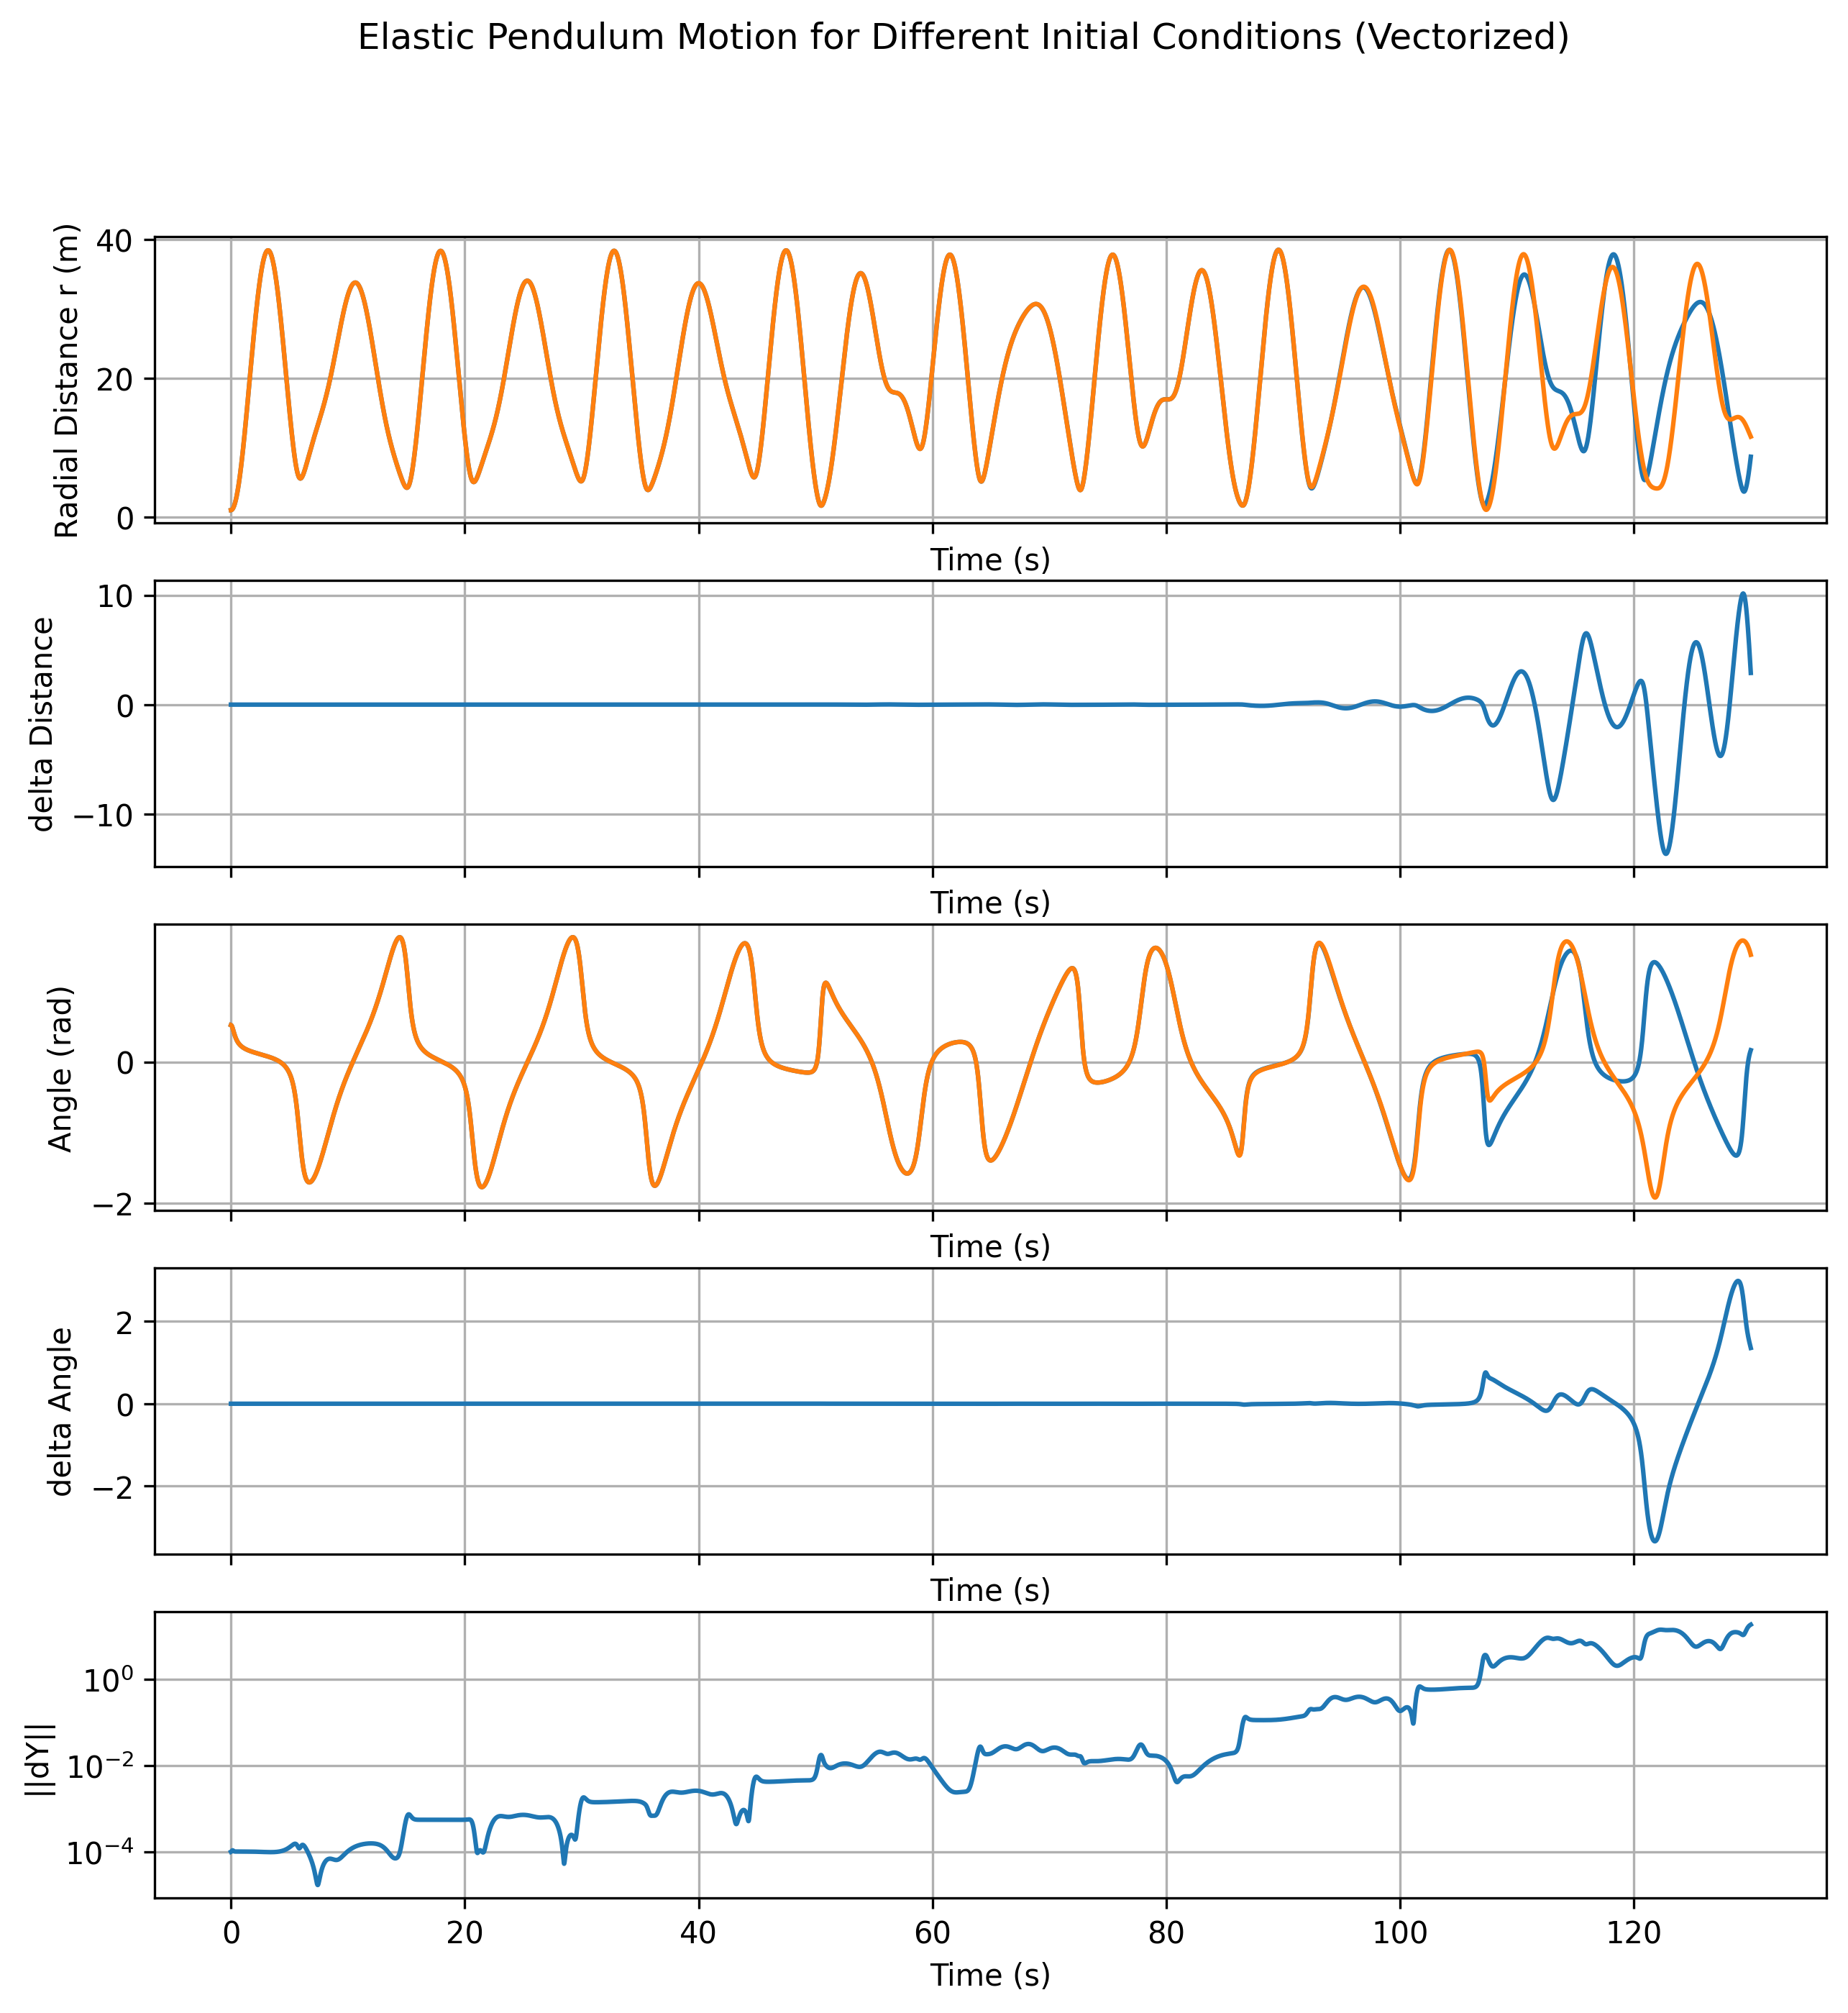 Elastic Pendulum Motion for Different Initial Conditions (Vectorized)
Radial Distance r (m)
40
20
0
Time (s)
delta Distance
10
0
−10
Time (s)
Angle (rad)
0
−2
Time (s)
delta Angle
2
0
−2
Time (s)
||dY||
10⁰
10⁻²
10⁻⁴
0 20 40 60 80 100 120
Time (s)